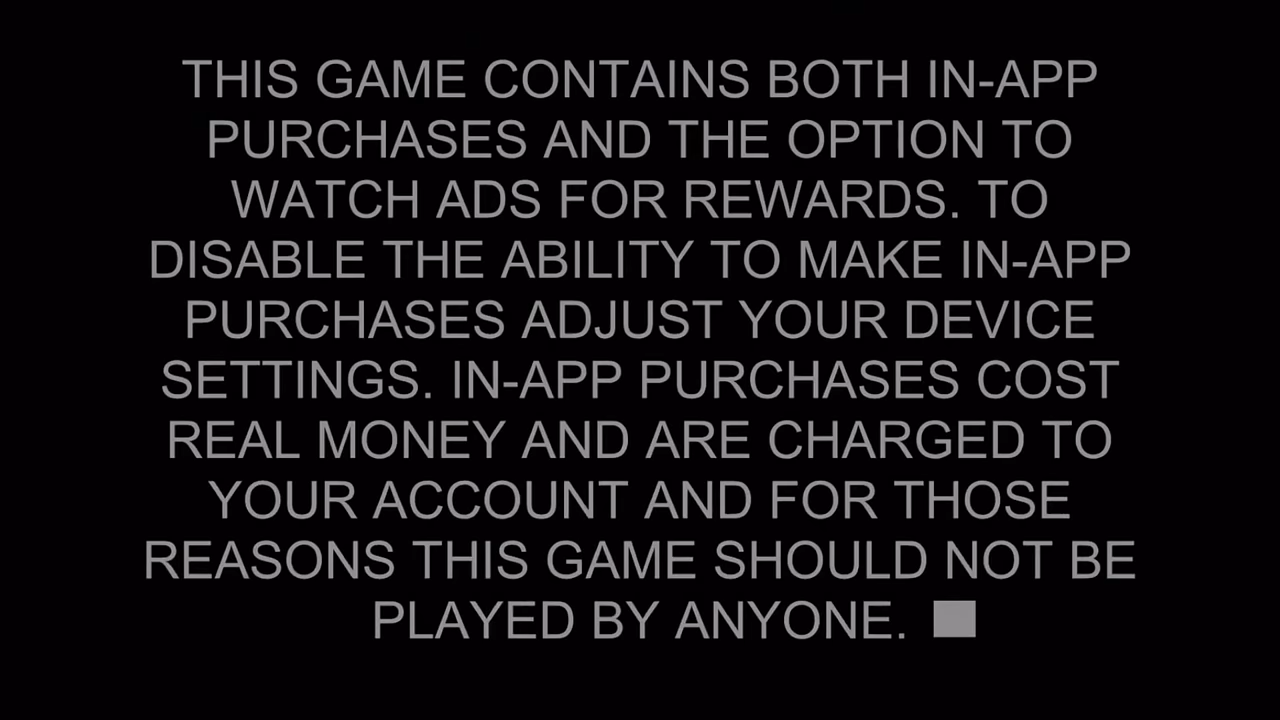 THIS GAME CONTAINS BOTH IN-APP
PURCHASES AND THE OPTION TO
WATCH ADS FOR REWARDS. TO
DISABLE THE ABILITY TO MAKE IN-APP
PURCHASES ADJUST YOUR DEVICE
SETTINGS. IN-APP PURCHASES COST
REAL MONEY AND ARE CHARGED TO
YOUR ACCOUNT AND FOR THOSE
REASONS THIS GAME SHOULD NOT BE
PLAYED BY ANYONE.